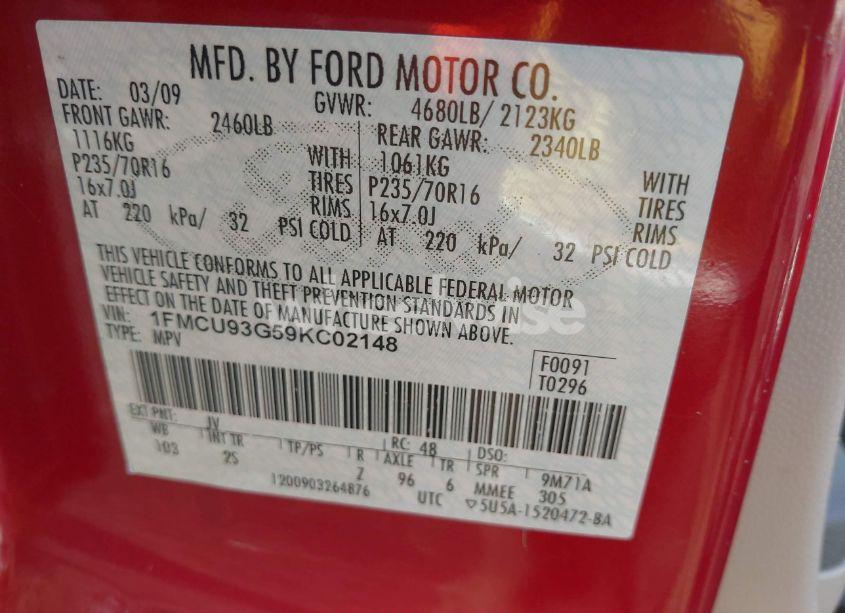 MFD. BY FORD MOTOR CO.
DATE: 03/09 GVWR: 4680LB/ 2123KG
FRONT GAWR: 2460LB REAR GAWR: 2340LB
1116KG WITH 1061KG WITH
P235/70R16 TIRES P235/70R16 TIRES
16x7.0J RIMS 16x7.0J RIMS
AT 220 kPa/ 32 PSI COLD AT 220 kPa/ 32 PSI COLD
THIS VEHICLE CONFORMS TO ALL APPLICABLE FEDERAL MOTOR
VEHICLE SAFETY AND THEFT PREVENTION STANDARDS IN
EFFECT ON THE DATE OF MANUFACTURE SHOWN ABOVE.
VIN: 1FMCU93G59KC02148
TYPE: MPV
F0091
T0296
EXT PNT: JV RC: 48 DSO:
WB INT TR TP/PS R AXLE TR SPR 9M71A
103 2S Z 96 6 MMEE 305
1200903264876 UTC ▽5U5A-1520472-BA